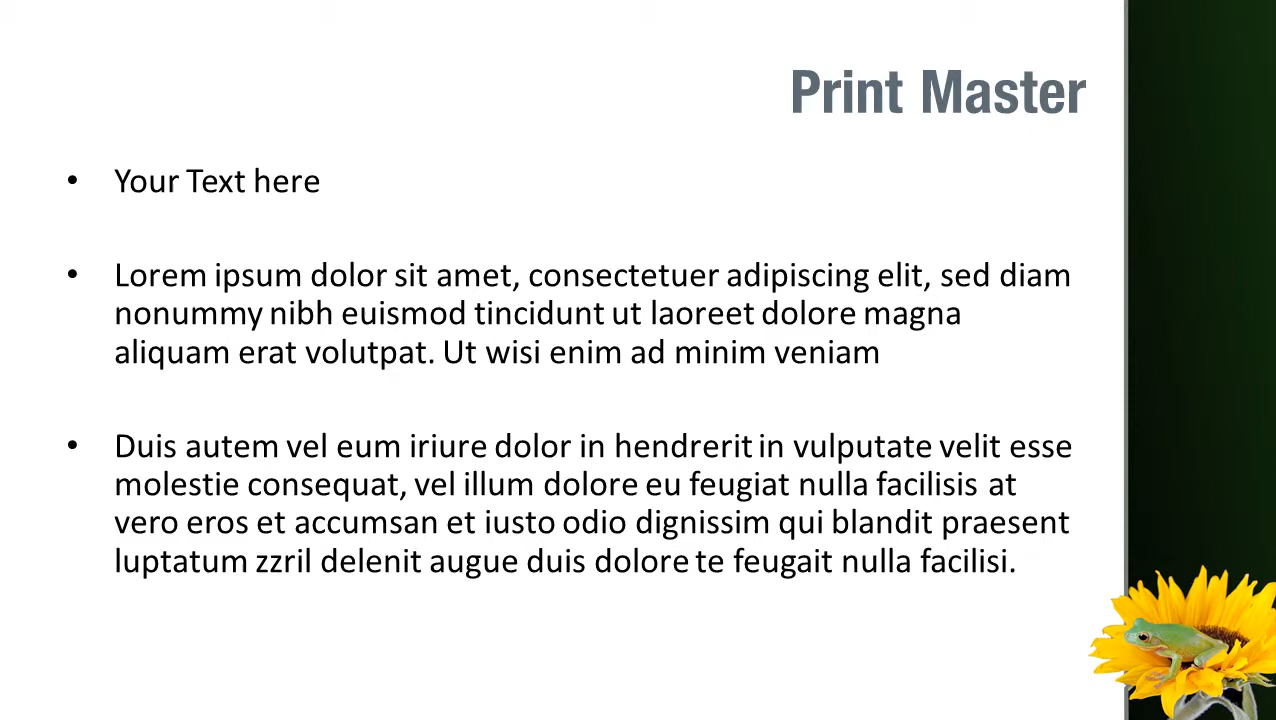 Print Master
• Your Text here
• Lorem ipsum dolor sit amet, consectetuer adipiscing elit, sed diam
nonummy nibh euismod tincidunt ut laoreet dolore magna
aliquam erat volutpat. Ut wisi enim ad minim veniam
• Duis autem vel eum iriure dolor in hendrerit in vulputate velit esse
molestie consequat, vel illum dolore eu feugiat nulla facilisis at
vero eros et accumsan et iusto odio dignissim qui blandit praesent
luptatum zzril delenit augue duis dolore te feugait nulla facilisi.